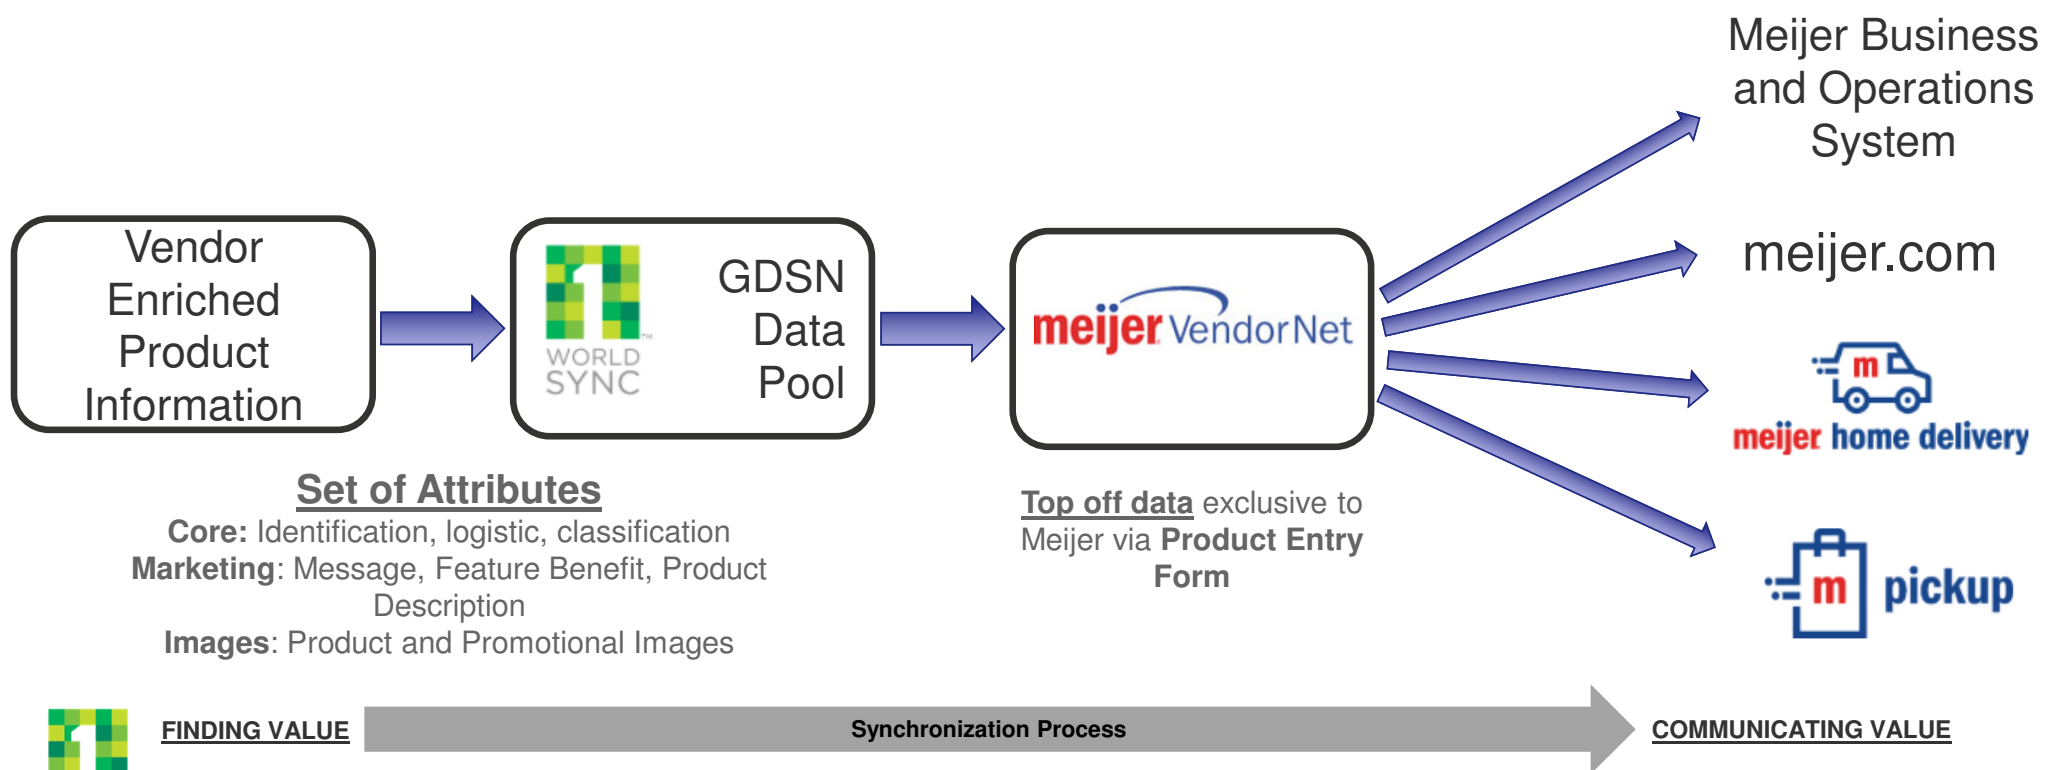 Meijer Business
and Operations
System
Vendor
Enriched
Product
Information
WORLD
SYNC
™
GDSN
Data
Pool
meijer VendorNet
meijer.com
m
meijer home delivery
m
pickup
Set of Attributes
Core: Identification, logistic, classification
Marketing: Message, Feature Benefit, Product
Description
Images: Product and Promotional Images
Top off data exclusive to
Meijer via Product Entry
Form
FINDING VALUE
Synchronization Process
COMMUNICATING VALUE